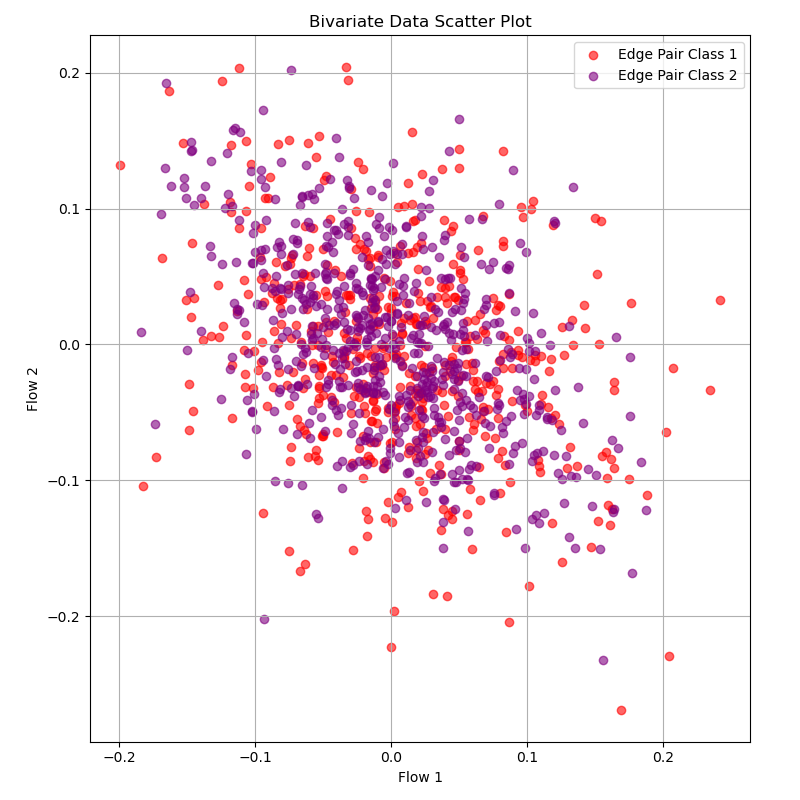 Bivariate Data Scatter Plot
Edge Pair Class 1
Edge Pair Class 2
0.2
0.1
0.0
−0.1
−0.2
Flow 2
−0.2
−0.1
0.0
0.1
0.2
Flow 1